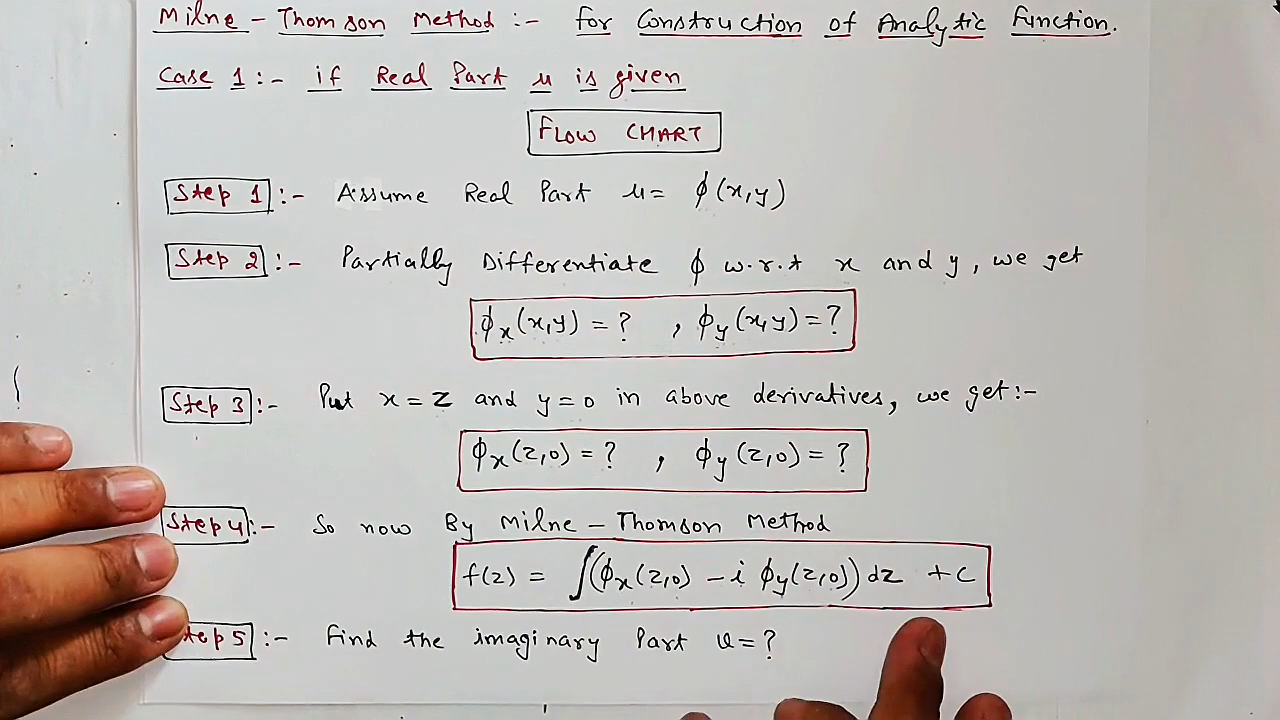 Milne - Thomson Method :- for Construction of Analytic Function.
Case 1 :- if Real Part u is given
FLOW CHART
Step 1 :- Assume Real Part u = ϕ(x,y)
Step 2 :- Partially Differentiate ϕ w.r.t x and y, we get
ϕx(x,y) = ? , ϕy(x,y) = ?
Step 3 :- Put x = z and y = 0 in above derivatives, we get :-
ϕx(z,0) = ? , ϕy(z,0) = ?
Step 4 :- So now By Milne - Thomson Method
f(z) = ∫(ϕx(z,0) - i ϕy(z,0)) dz + c
Step 5 :- Find the imaginary Part v = ?